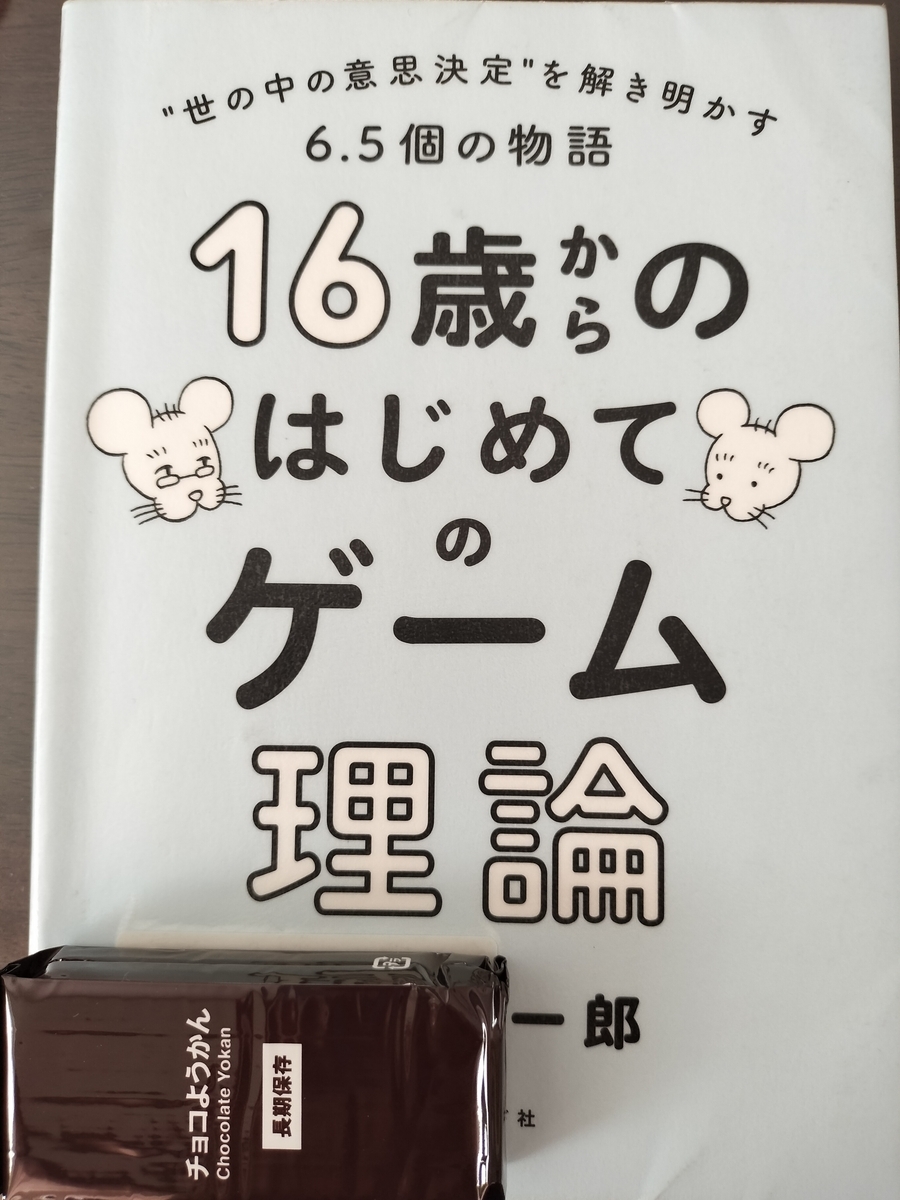 "世の中の意思決定"を解き明かす
6.5個の物語
16歳からの
はじめて
の
ゲーム
理論
一郎
社
チョコようかん
Chocolate Yokan
長期保存